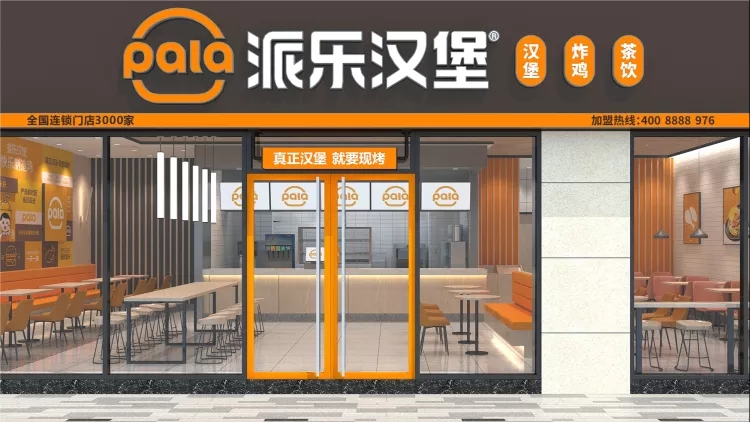 pala 派乐汉堡®
汉堡
炸鸡
茶饮
全国连锁门店3000家
加盟热线:400 8888 976
真正汉堡 就要现烤
pala
pala
pala
pala
pala